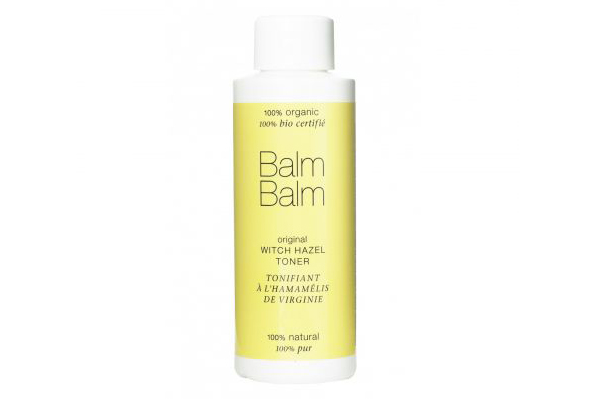 100% organic
100% bio certifié
Balm
Balm
original
WITCH HAZEL
TONER
TONIFIANT
À L'HAMAMÉLIS
DE VIRGINIE
100% natural
100% pur